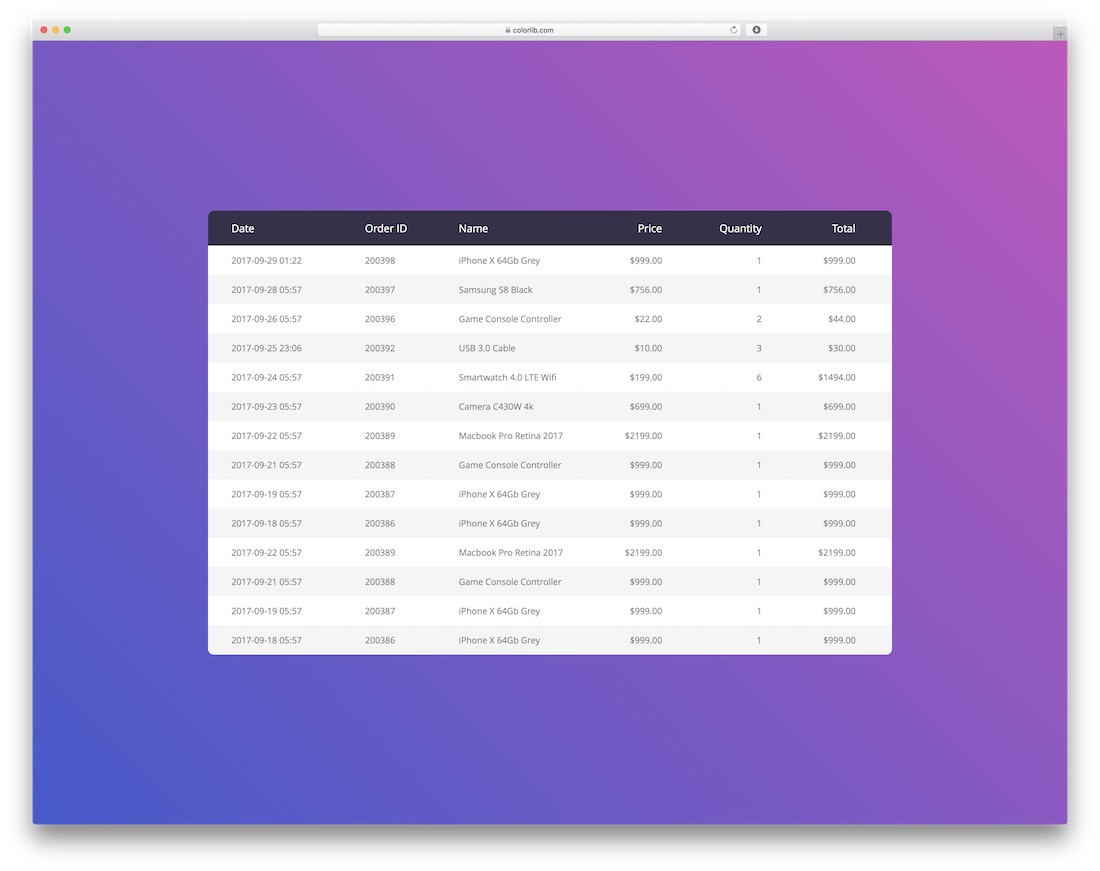 colorlib.com
Date Order ID Name Price Quantity Total
2017-09-29 01:22 200398 iPhone X 64Gb Grey $999.00 1 $999.00
2017-09-28 05:57 200397 Samsung S8 Black $756.00 1 $756.00
2017-09-26 05:57 200396 Game Console Controller $22.00 2 $44.00
2017-09-25 23:06 200392 USB 3.0 Cable $10.00 3 $30.00
2017-09-24 05:57 200391 Smartwatch 4.0 LTE Wifi $199.00 6 $1494.00
2017-09-23 05:57 200390 Camera C430W 4k $699.00 1 $699.00
2017-09-22 05:57 200389 Macbook Pro Retina 2017 $2199.00 1 $2199.00
2017-09-21 05:57 200388 Game Console Controller $999.00 1 $999.00
2017-09-19 05:57 200387 iPhone X 64Gb Grey $999.00 1 $999.00
2017-09-18 05:57 200386 iPhone X 64Gb Grey $999.00 1 $999.00
2017-09-22 05:57 200389 Macbook Pro Retina 2017 $2199.00 1 $2199.00
2017-09-21 05:57 200388 Game Console Controller $999.00 1 $999.00
2017-09-19 05:57 200387 iPhone X 64Gb Grey $999.00 1 $999.00
2017-09-18 05:57 200386 iPhone X 64Gb Grey $999.00 1 $999.00